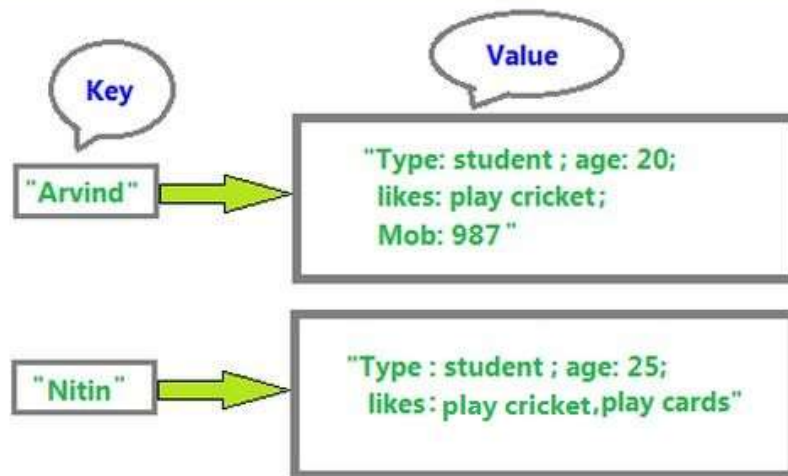 Key
Value
"Arvind"
"Type: student ; age: 20;
likes: play cricket;
Mob: 987 "
"Nitin"
"Type : student ; age: 25;
likes: play cricket,play cards"